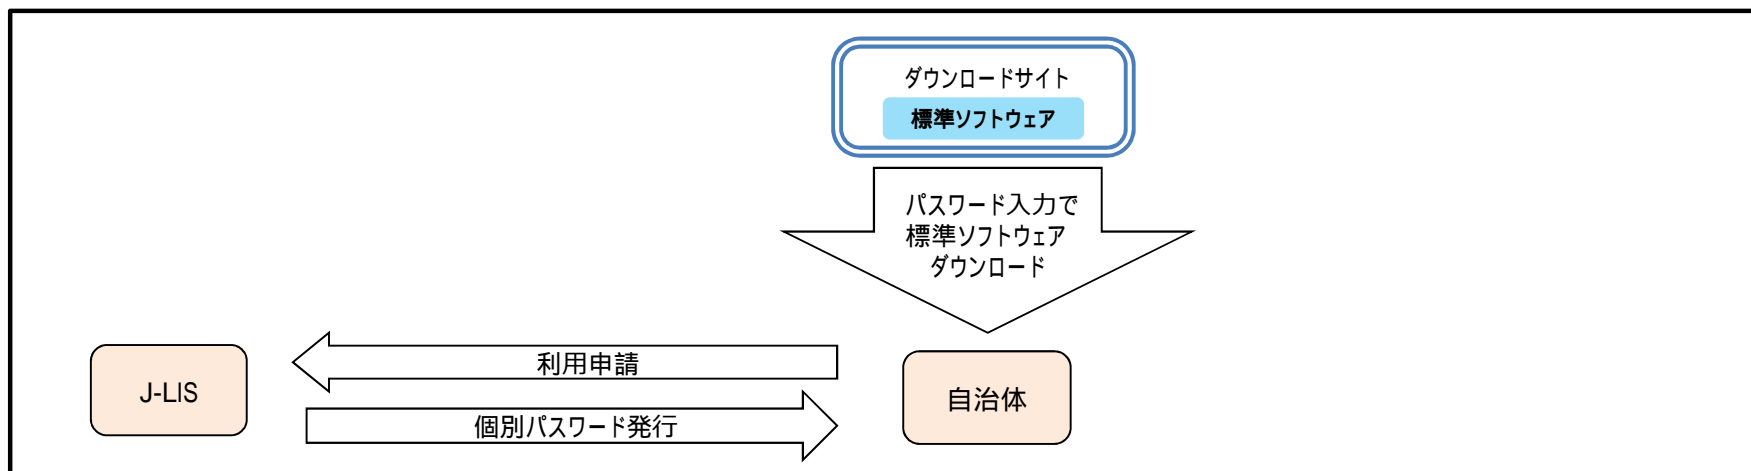 ダウンロードサイト
標準ソフトウェア
パスワード入力で
標準ソフトウェア
ダウンロード
利用申請
J-LIS
自治体
個別パスワード発行